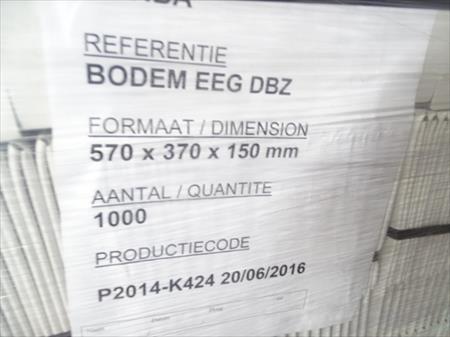 REFERENTIE
BODEM EEG DBZ
FORMAAT / DIMENSION
570 x 370 x 150 mm
AANTAL / QUANTITE
1000
PRODUCTIECODE
P2014-K424 20/06/2016